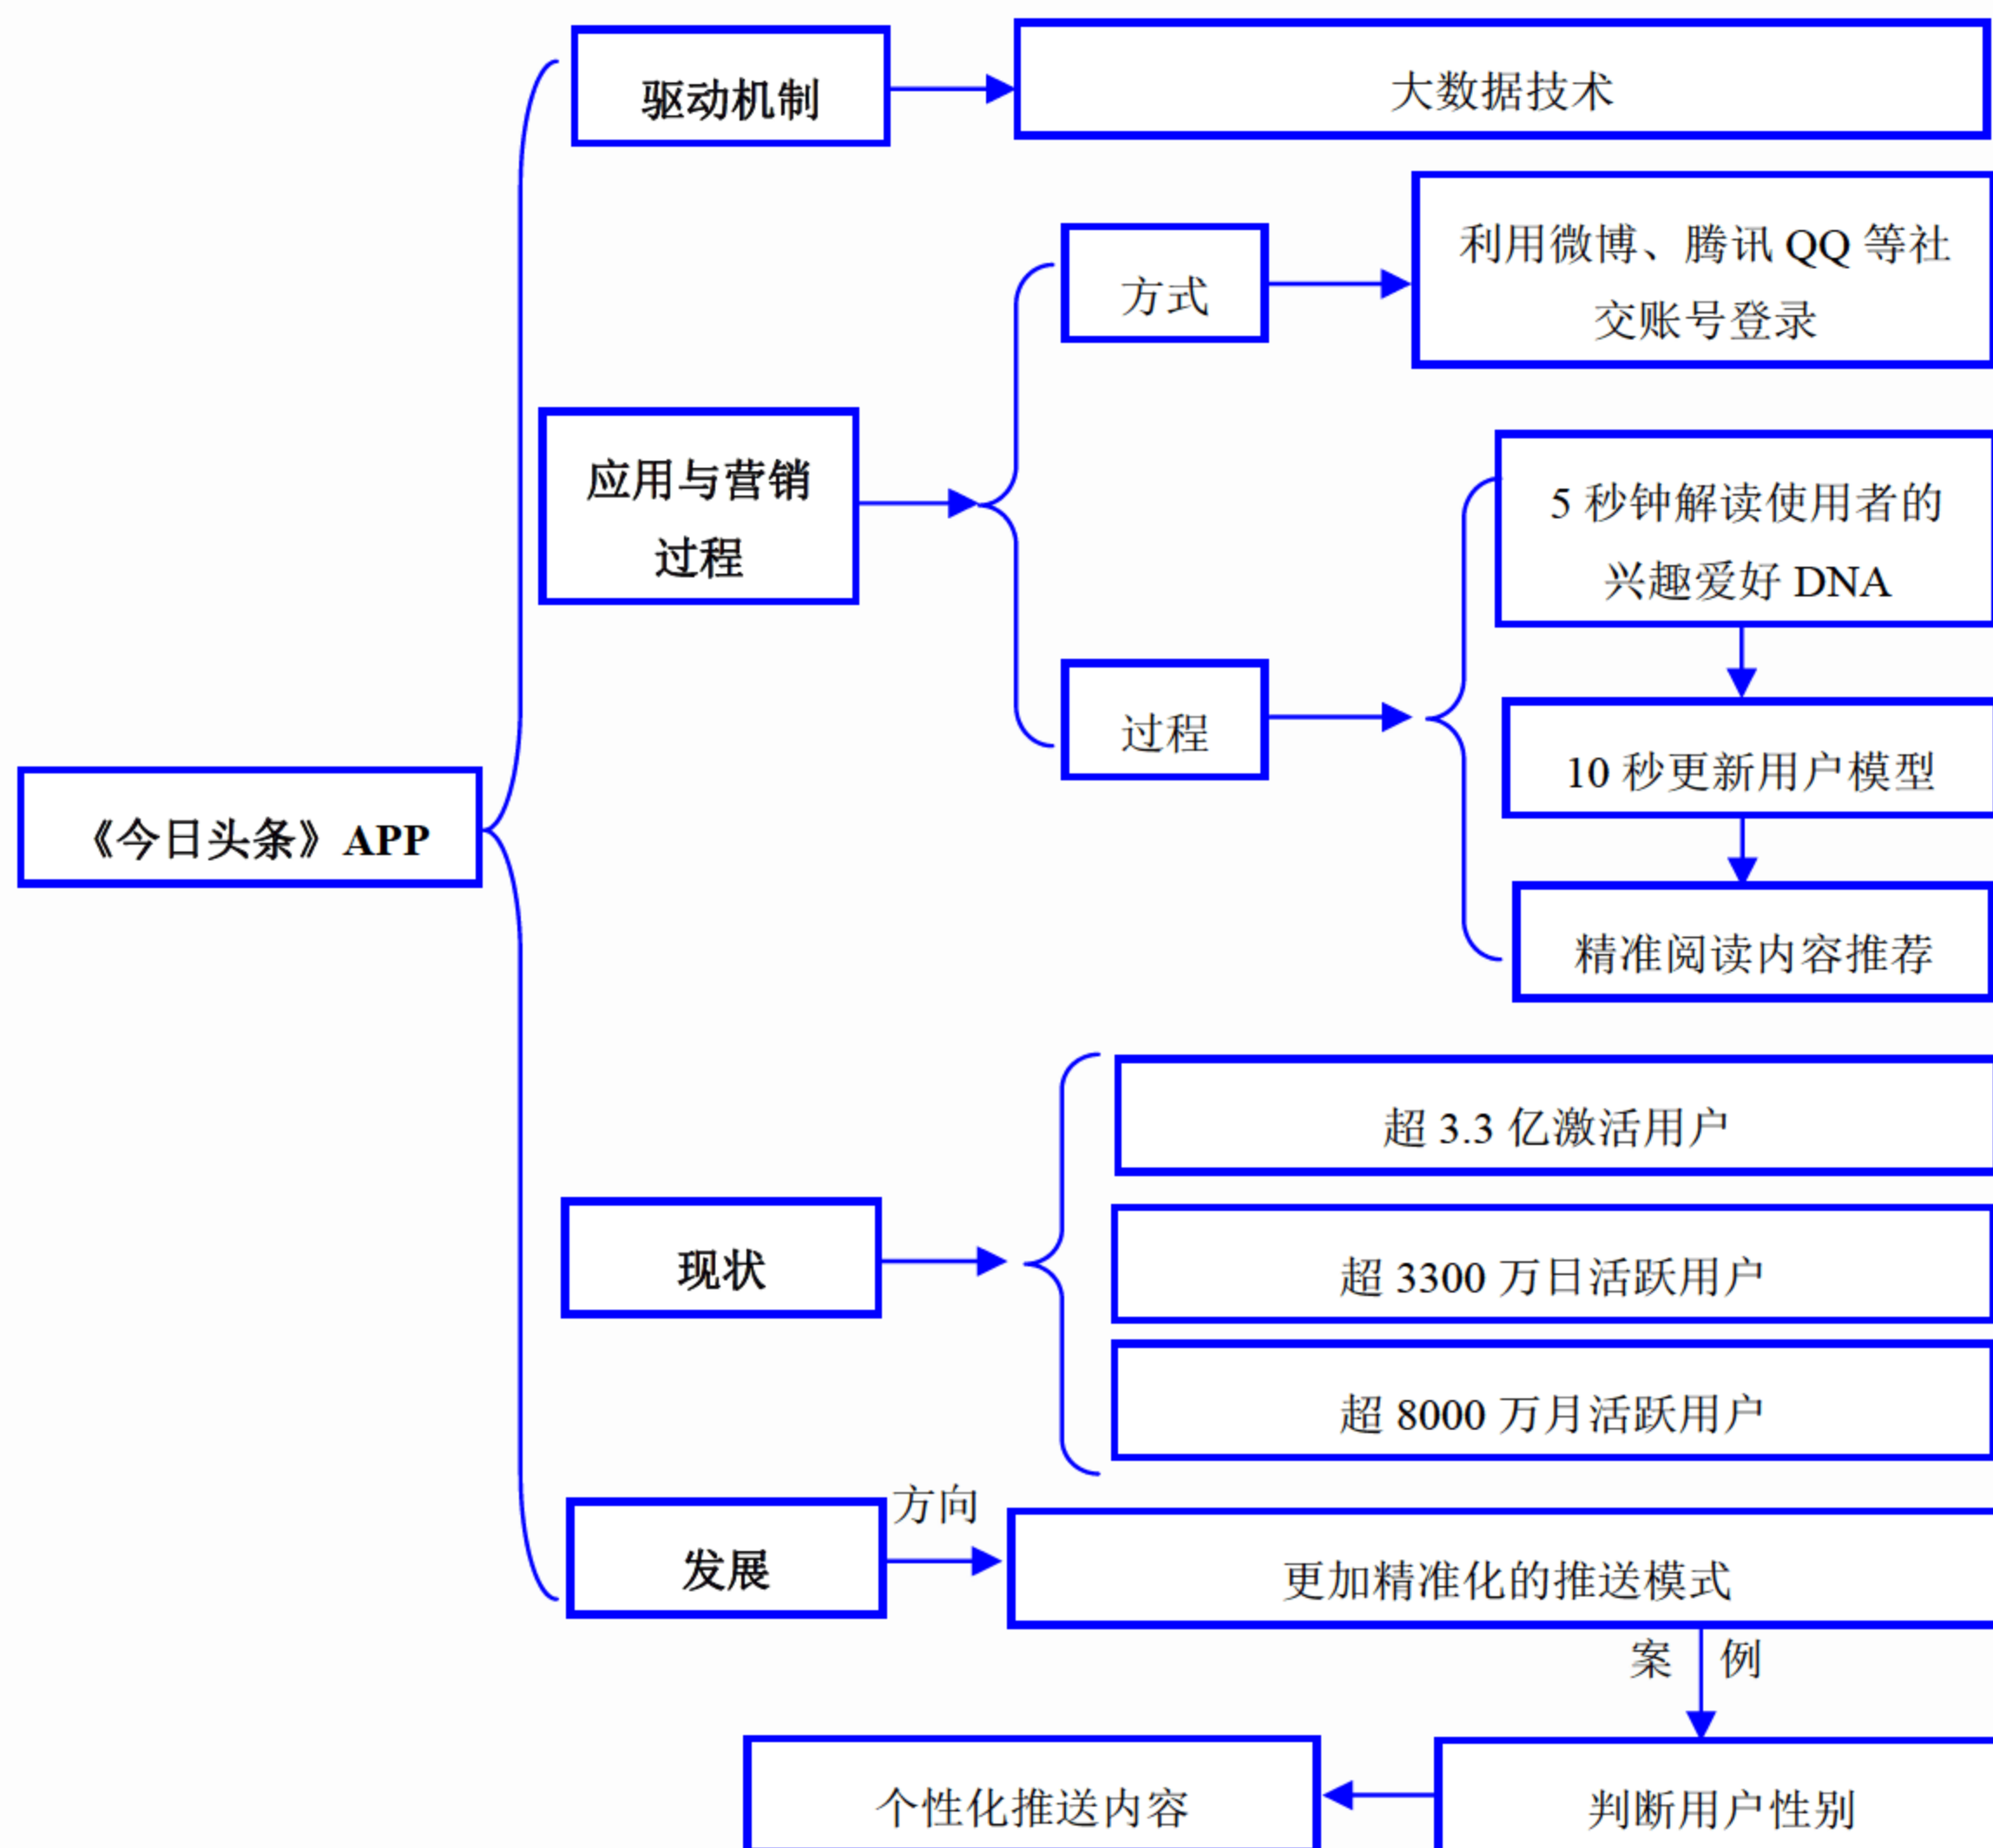 驱动机制
大数据技术
利用微博、腾讯 QQ 等社
交账号登录
方式
应用与营销
过程
5 秒钟解读使用者的
兴趣爱好 DNA
过程
10 秒更新用户模型
《今日头条》APP
精准阅读内容推荐
超 3.3 亿激活用户
现状
超 3300 万日活跃用户
超 8000 万月活跃用户
方向
发展
更加精准化的推送模式
案 例
个性化推送内容
判断用户性别